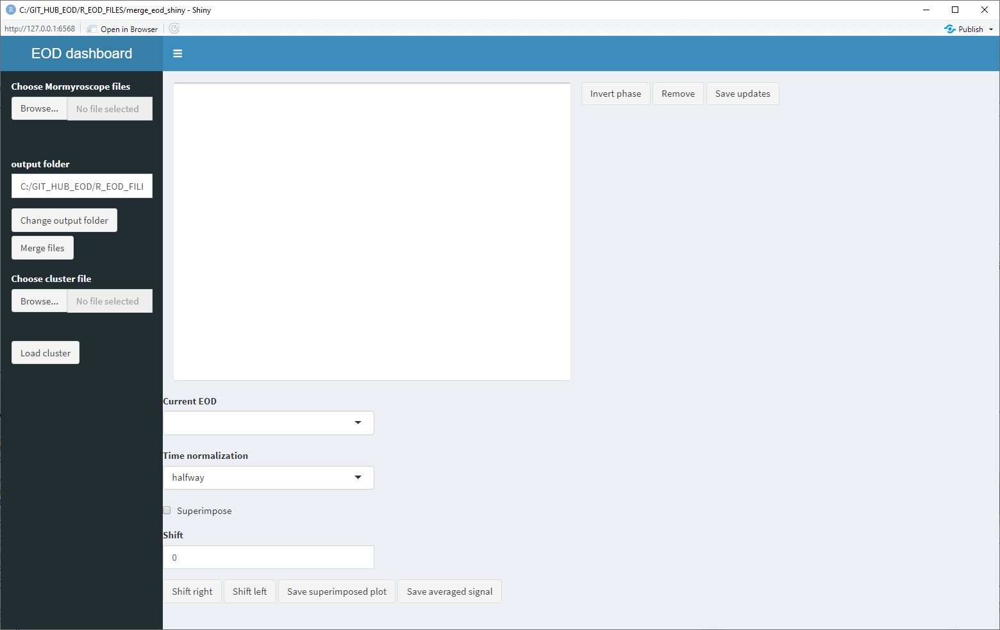 C:/GIT_HUB_EOD/R_EOD_FILES/merge_eod_shiny - Shiny
http://127.0.0.1:6568 Open in Browser Publish
EOD dashboard
Choose Mormyroscope files
Browse... No file selected
output folder
C:/GIT_HUB_EOD/R_EOD_FILI
Change output folder
Merge files
Choose cluster file
Browse... No file selected
Load cluster
Invert phase Remove Save updates
Current EOD
Time normalization
halfway
Superimpose
Shift
0
Shift right Shift left Save superimposed plot Save averaged signal